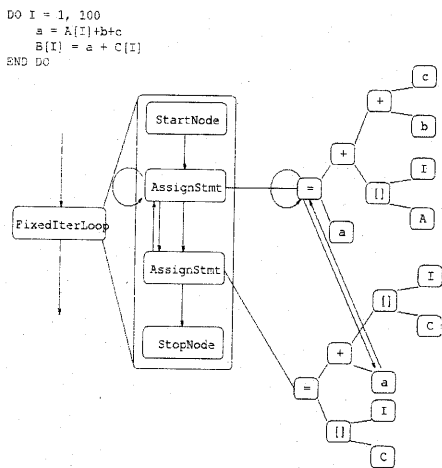 DO I = 1, 100
a = A[I]+b+c
B[I] = a + C[I]
END DO
StartNode
AssignStmt
FixedIterLoop
AssignStmt
StopNode
c
+
b
+
I
=
[]
A
a
I
[]
C
+
a
=
I
[]
C